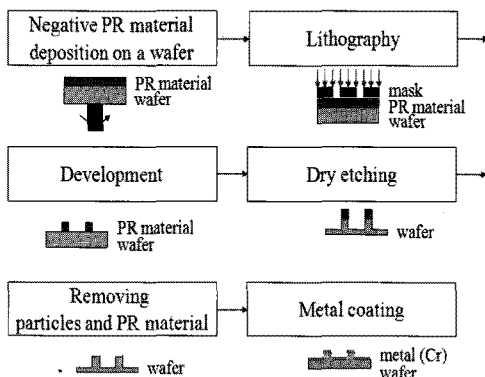 Negative PR material
deposition on a wafer
Lithography
PR material
wafer
mask
PR material
wafer
Development
Dry etching
PR material
wafer
wafer
Removing
particles and PR material
Metal coating
wafer
metal (Cr)
wafer